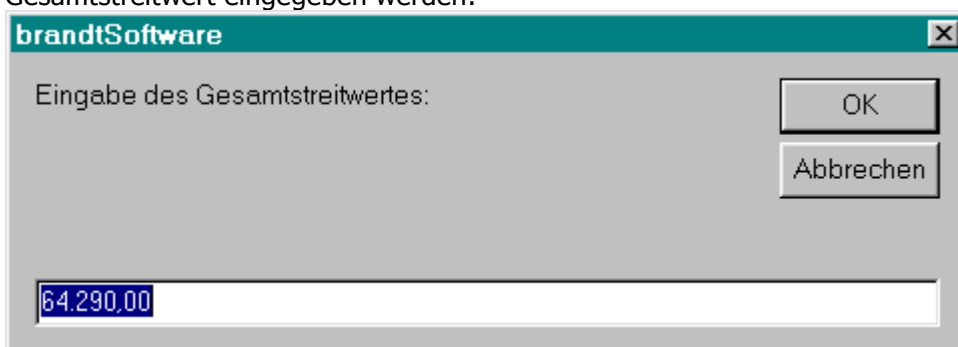 Gesamtstreitwert eingegeben werden.
brandtSoftware
Eingabe des Gesamtstreitwertes:
OK
Abbrechen
64.290,00